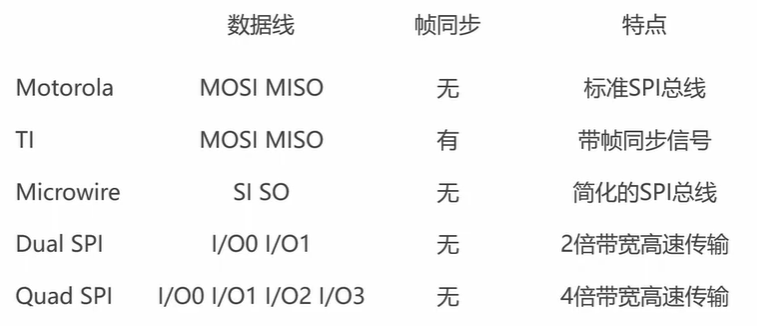 数据线 帧同步 特点
Motorola MOSI MISO 无 标准SPI总线
TI MOSI MISO 有 带帧同步信号
Microwire SI SO 无 简化的SPI总线
Dual SPI I/O0 I/O1 无 2倍带宽高速传输
Quad SPI I/O0 I/O1 I/O2 I/O3 无 4倍带宽高速传输